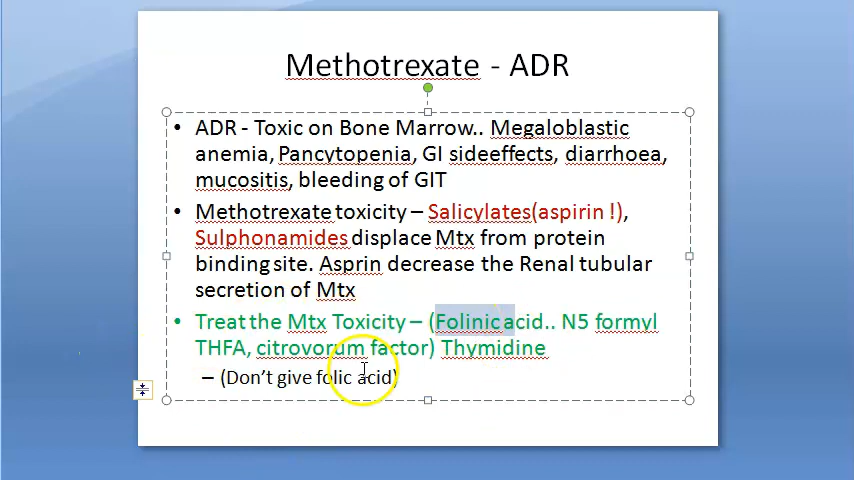 Methotrexate - ADR
• ADR - Toxic on Bone Marrow.. Megaloblastic
anemia, Pancytopenia, GI sideeffects, diarrhoea,
mucositis, bleeding of GIT
• Methotrexate toxicity – Salicylates(aspirin !),
Sulphonamides displace Mtx from protein
binding site. Asprin decrease the Renal tubular
secretion of Mtx
• Treat the Mtx Toxicity – (Folinic acid.. N5 formyl
THFA, citrovorum factor) Thymidine
– (Don't give folic acid)